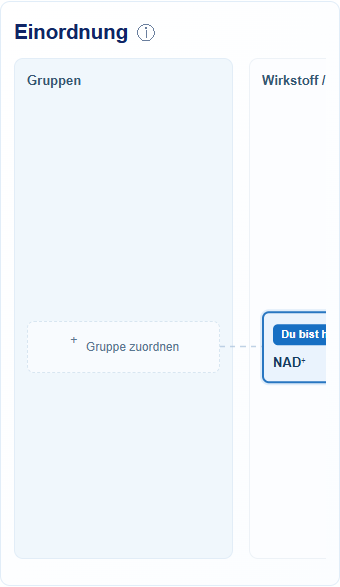 Einordnung ⓘ
Gruppen
Wirkstoff /
+ Gruppe zuordnen
Du bist h
NAD⁺